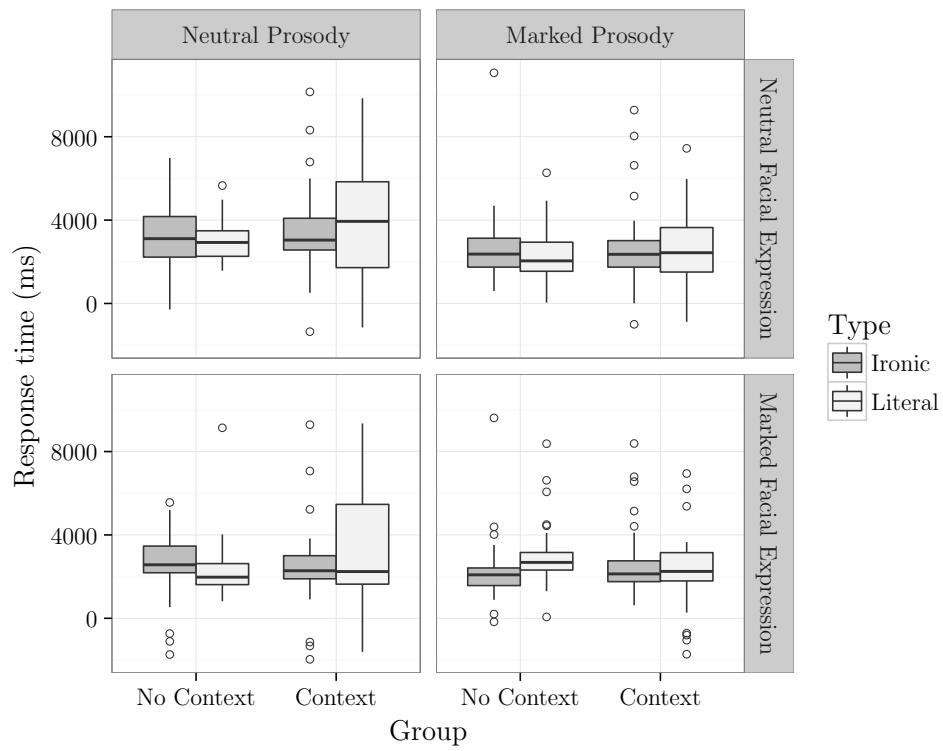 Neutral Prosody
Marked Prosody
Neutral Facial Expression
8000
4000
0
Response time (ms)
Type
Ironic
Literal
Marked Facial Expression
8000
4000
0
No Context
Context
No Context
Context
Group